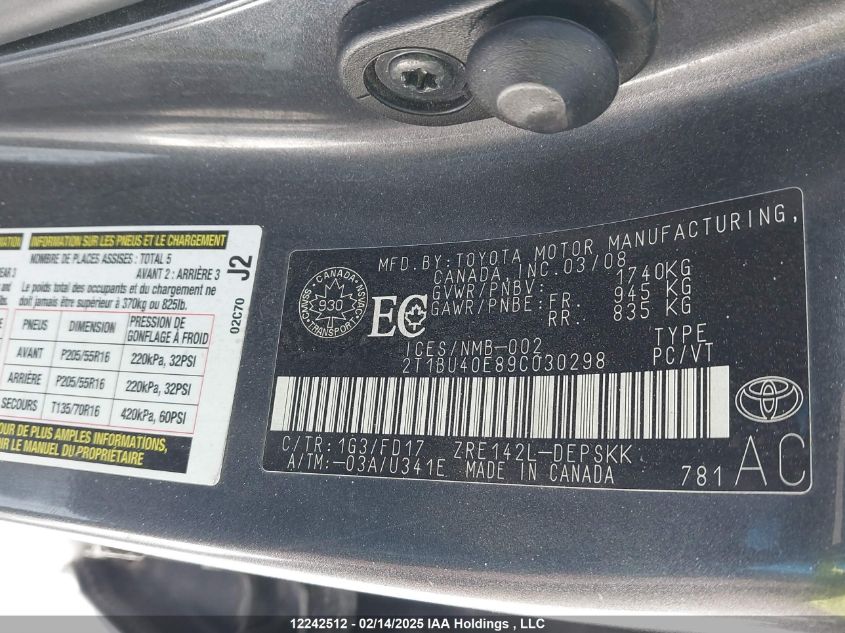 MATION
EAR 3
s and
lbs.
INFORMATION SUR LES PNEUS ET LE CHARGEMENT
NOMBRE DE PLACES ASSISES : TOTAL 5
AVANT 2 : ARRIÈRE 3
Le poids total des occupants et du chargement ne
doit jamais être supérieur à 370kg ou 825lb.
J2
02C70
PNEUS DIMENSION PRESSION DE GONFLAGE À FROID
AVANT P205/55R16 220kPa, 32PSI
ARRIÈRE P205/55R16 220kPa, 32PSI
SECOURS T135/70R16 420kPa, 60PSI
OUR DE PLUS AMPLES INFORMATIONS,
R LE MANUEL DU PROPRIÉTAIRE
MFD.BY:TOYOTA MOTOR MANUFACTURING,
CANADA, INC.03/08
GVWR/PNBV: 1740KG
GAWR/PNBE:FR. 945 KG
RR. 835 KG
CANADA
930
TRANSPORT
EC
ICES/NMB-002
TYPE
2T1BU40E89C030298 PC/VT
C/TR:1G3/FD17 ZRE142L-DEPSKK
A/TM:-03A/U341E MADE IN CANADA
781 AC
12242512 - 02/14/2025 IAA Holdings , LLC